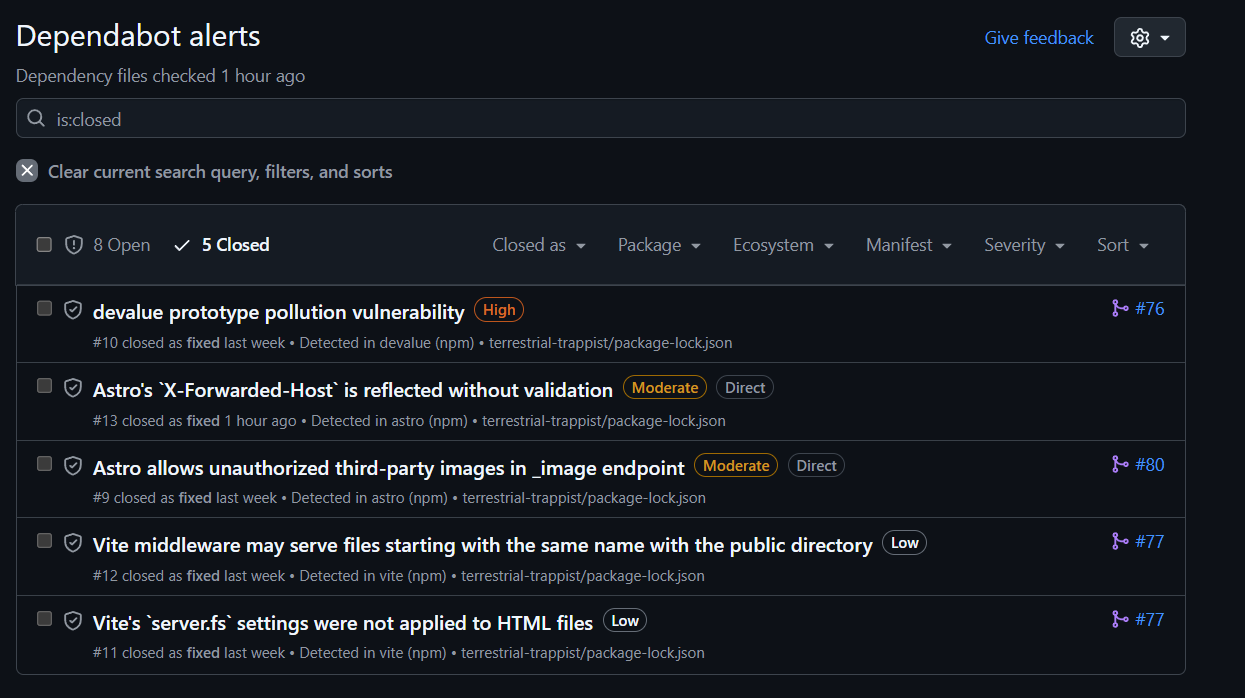 Dependabot alerts
Give feedback
Dependency files checked 1 hour ago
is:closed
Clear current search query, filters, and sorts
8 Open 5 Closed Closed as Package Ecosystem Manifest Severity Sort
devalue prototype pollution vulnerability High #76
#10 closed as fixed last week • Detected in devalue (npm) • terrestrial-trappist/package-lock.json
Astro's `X-Forwarded-Host` is reflected without validation Moderate Direct
#13 closed as fixed 1 hour ago • Detected in astro (npm) • terrestrial-trappist/package-lock.json
Astro allows unauthorized third-party images in _image endpoint Moderate Direct #80
#9 closed as fixed last week • Detected in astro (npm) • terrestrial-trappist/package-lock.json
Vite middleware may serve files starting with the same name with the public directory Low #77
#12 closed as fixed last week • Detected in vite (npm) • terrestrial-trappist/package-lock.json
Vite's `server.fs` settings were not applied to HTML files Low #77
#11 closed as fixed last week • Detected in vite (npm) • terrestrial-trappist/package-lock.json